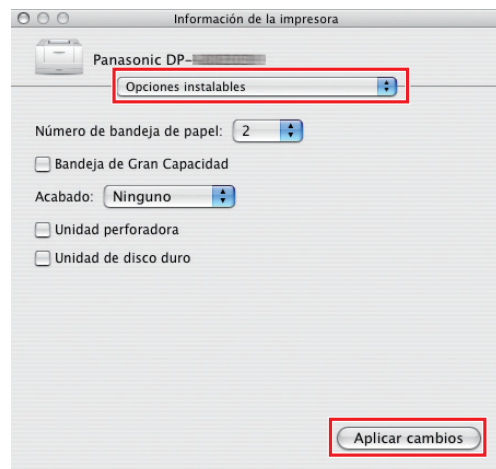 Información de la impresora
Panasonic DP-
Opciones instalables
Número de bandeja de papel: 2
Bandeja de Gran Capacidad
Acabado: Ninguno
Unidad perforadora
Unidad de disco duro
Aplicar cambios